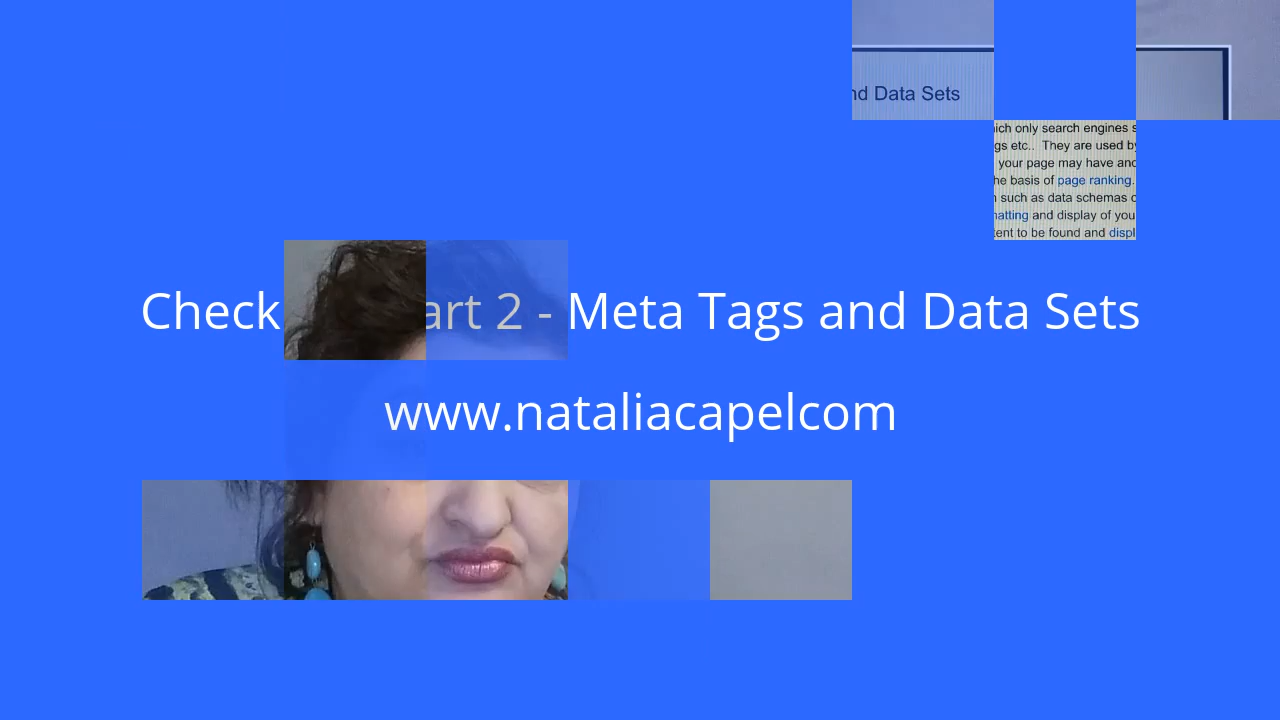 nd Data Sets
ich only search engines s
gs etc.. They are used by
your page may have and
he basis of page ranking.
such as data schemas
natting and display of you
tent to be found and displ
Check art 2 - Meta Tags and Data Sets
www.nataliacapelcom